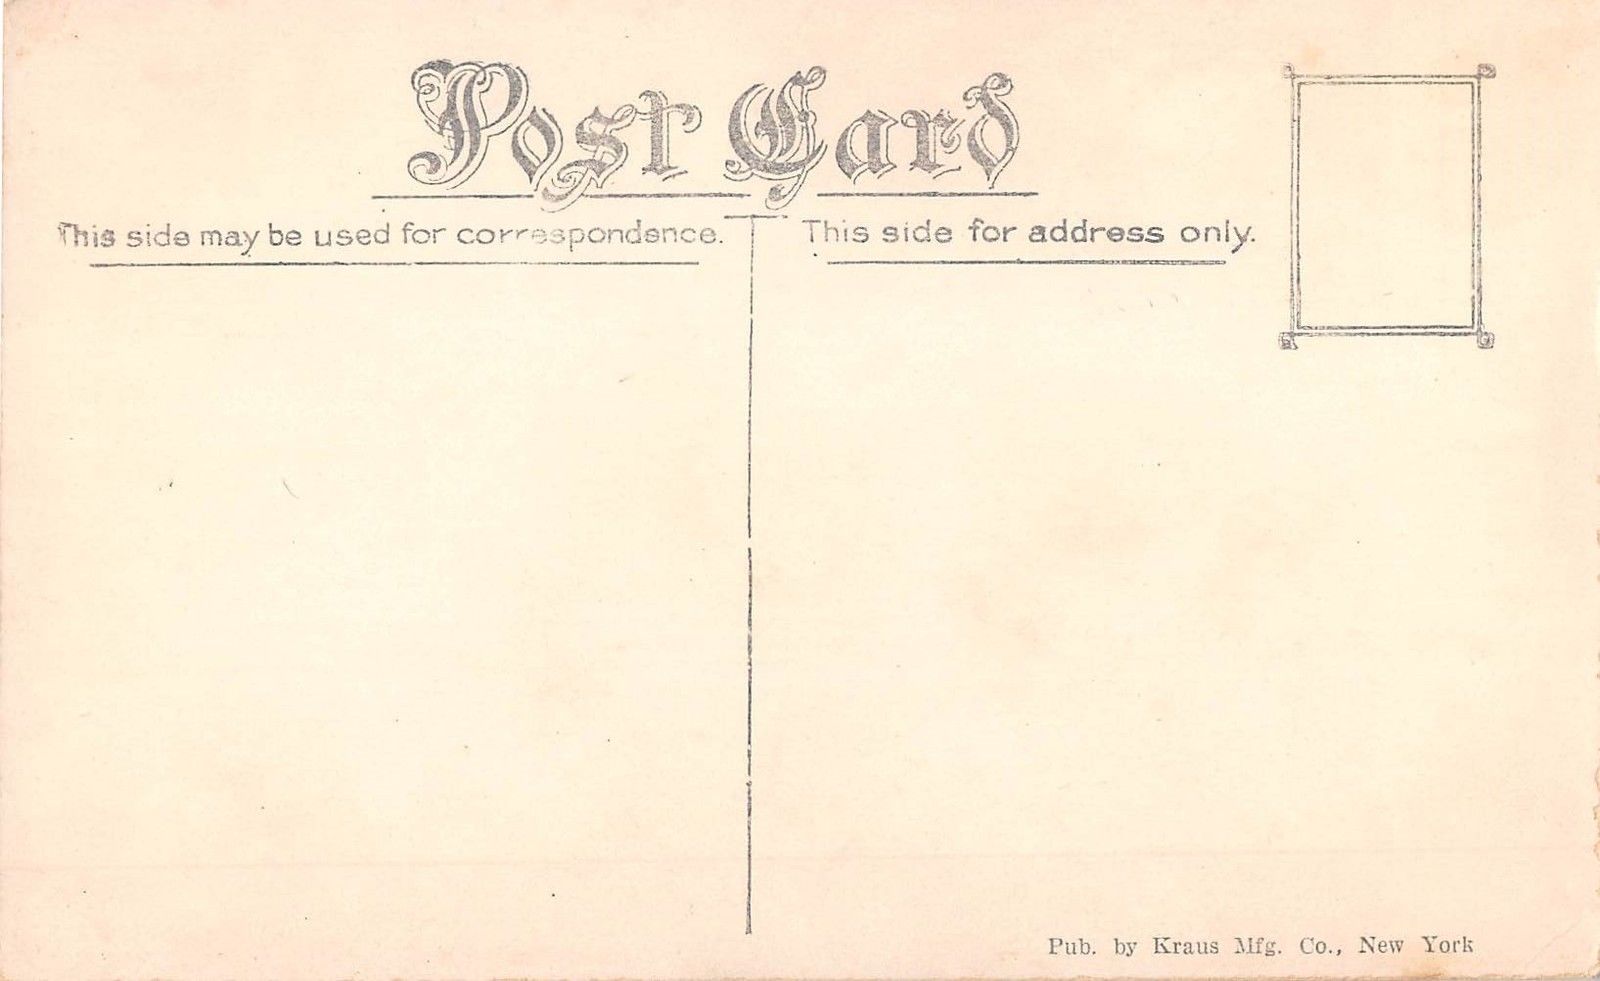 Post Card
This side may be used for correspondence.
This side for address only.
Pub. by Kraus Mfg. Co., New York